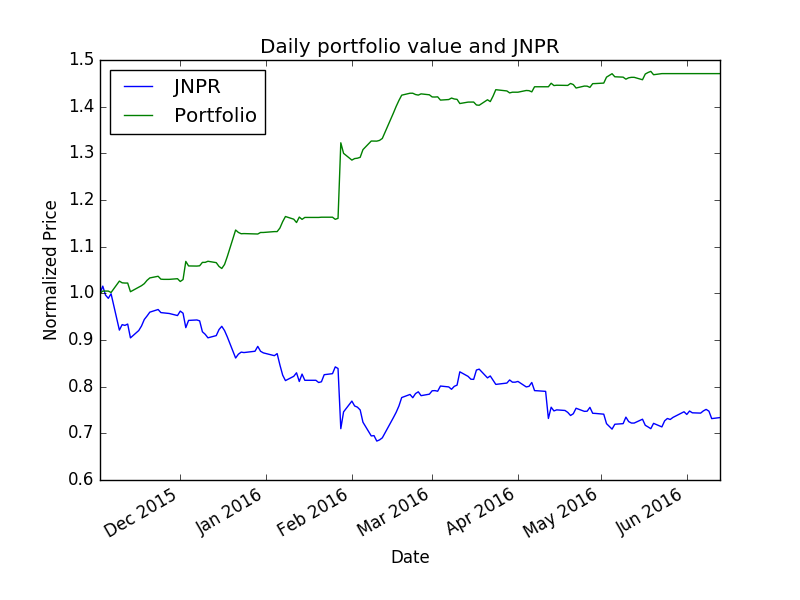 Daily portfolio value and JNPR
JNPR
Portfolio
Normalized Price
1.5
1.4
1.3
1.2
1.1
1.0
0.9
0.8
0.7
0.6
Dec 2015
Jan 2016
Feb 2016
Mar 2016
Apr 2016
May 2016
Jun 2016
Date